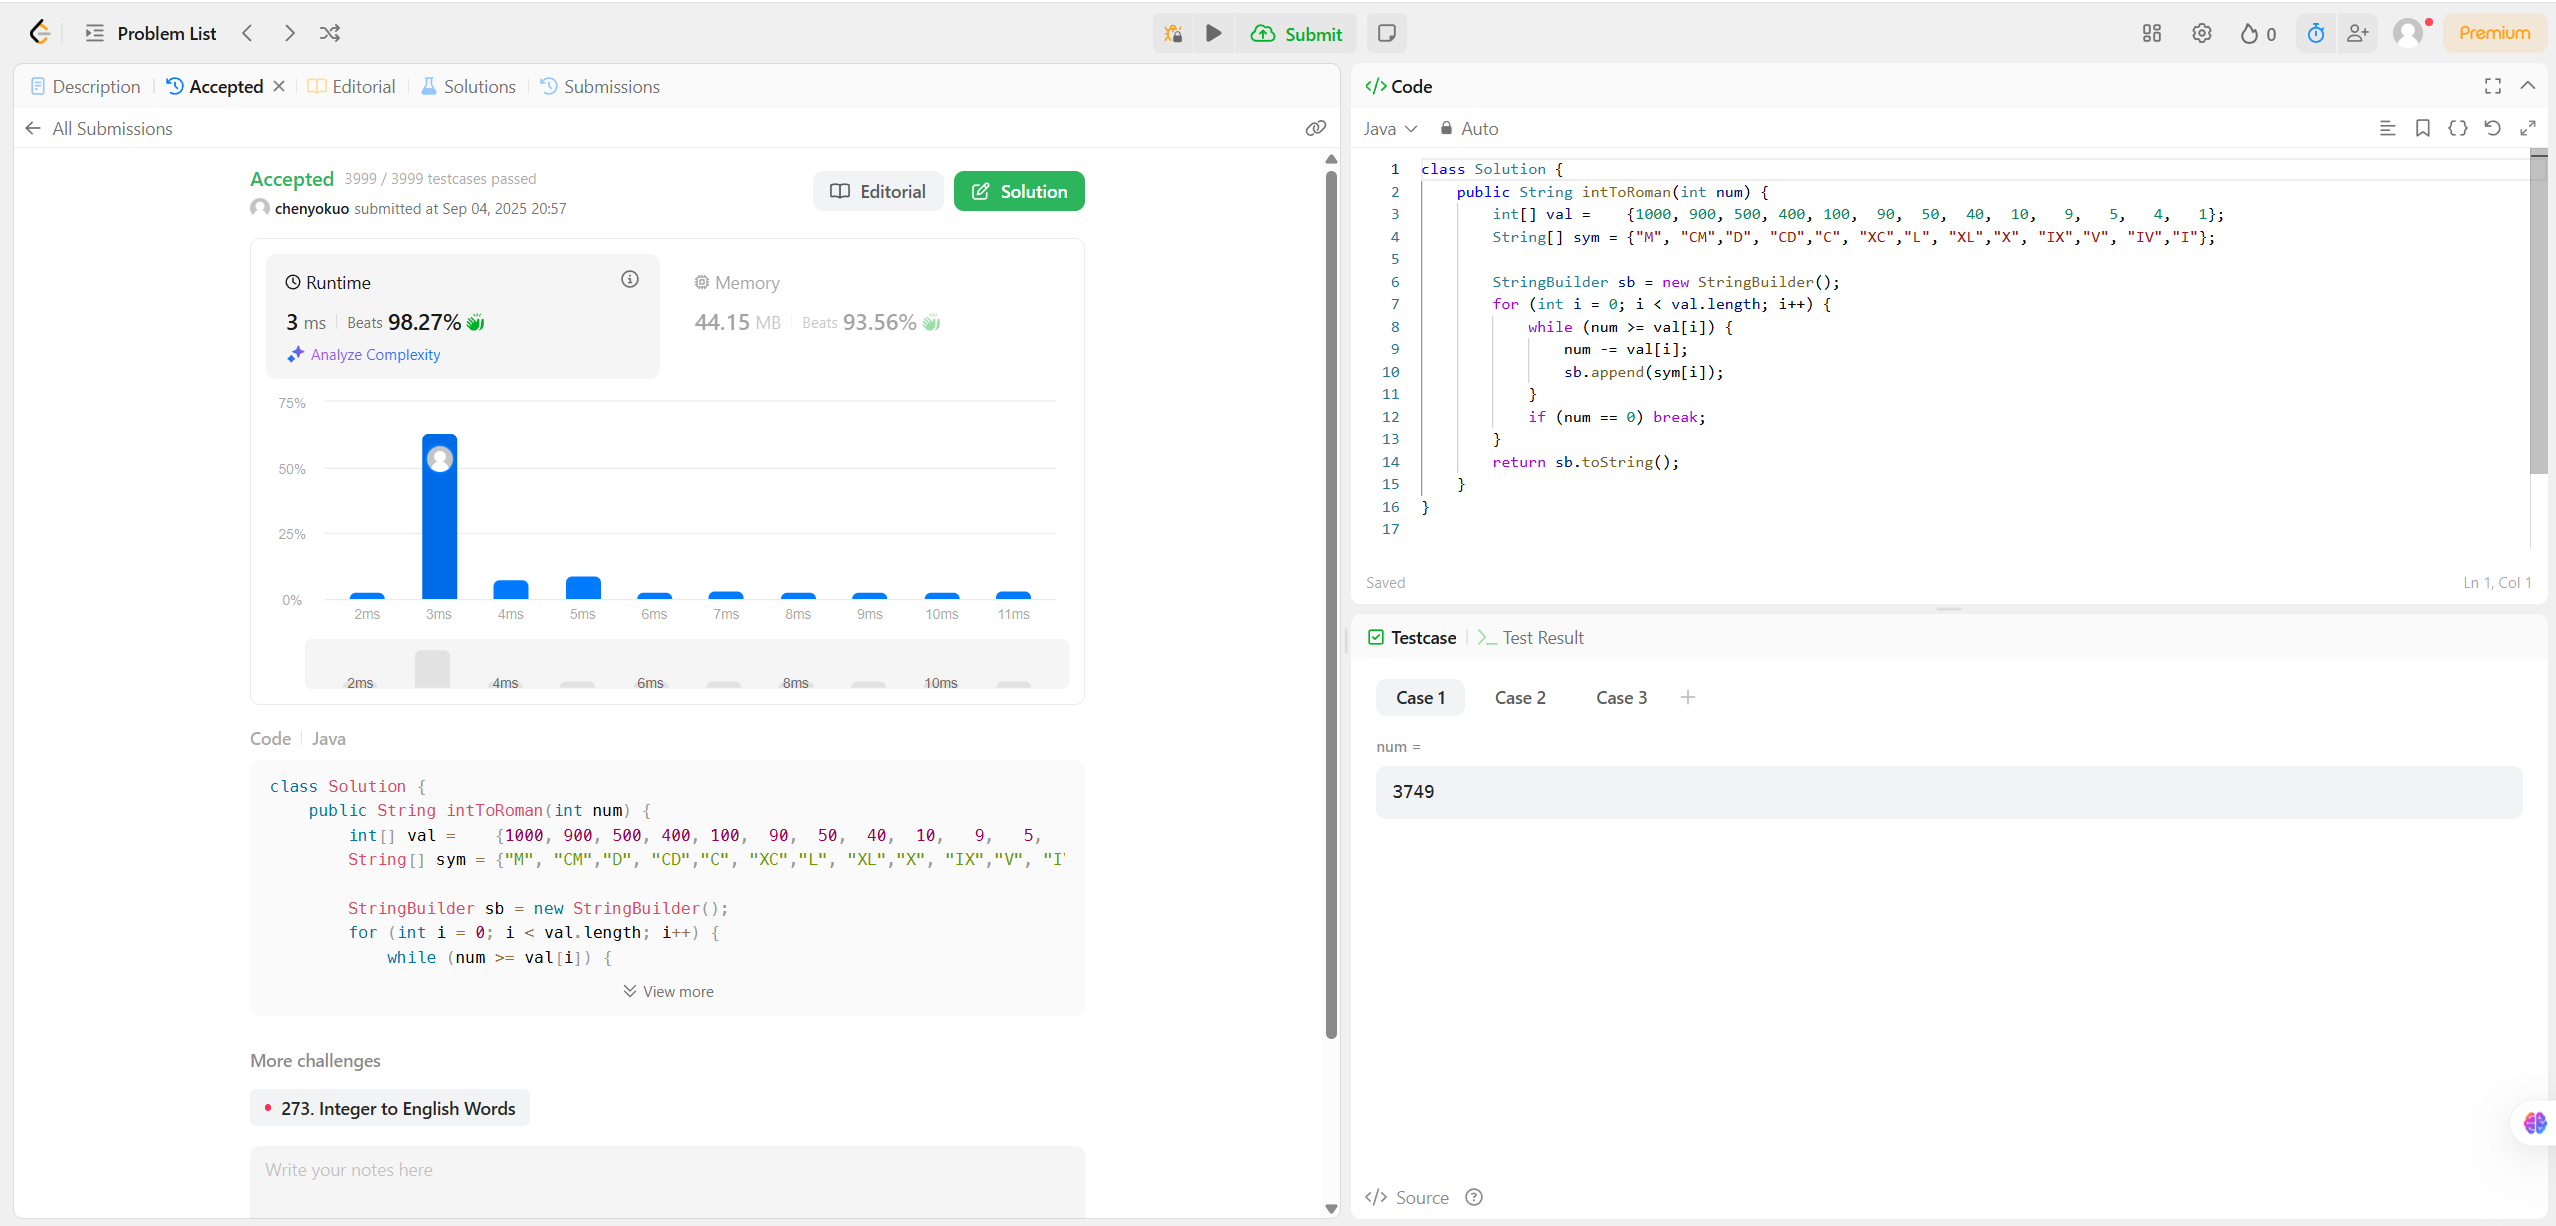 Problem List
Submit
0
Premium
Description
Accepted
Editorial
Solutions
Submissions
All Submissions
Accepted 3999 / 3999 testcases passed
chenyokuo submitted at Sep 04, 2025 20:57
Editorial
Solution
Runtime
3 ms Beats 98.27%
Analyze Complexity
Memory
44.15 MB Beats 93.56%
75%
50%
25%
0%
2ms 3ms 4ms 5ms 6ms 7ms 8ms 9ms 10ms 11ms
2ms 4ms 6ms 8ms 10ms
Code Java
class Solution {
    public String intToRoman(int num) {
        int[] val =    {1000, 900, 500, 400, 100,  90,  50,  40,  10,   9,   5,
        String[] sym = {"M", "CM","D", "CD","C", "XC","L", "XL","X", "IX","V", "I
        StringBuilder sb = new StringBuilder();
        for (int i = 0; i < val.length; i++) {
            while (num >= val[i]) {
View more
More challenges
273. Integer to English Words
Write your notes here
Code
Java
Auto
1 class Solution {
2     public String intToRoman(int num) {
3         int[] val =    {1000, 900, 500, 400, 100,  90,  50,  40,  10,   9,   5,   4,   1};
4         String[] sym = {"M", "CM","D", "CD","C", "XC","L", "XL","X", "IX","V", "IV","I"};
5
6         StringBuilder sb = new StringBuilder();
7         for (int i = 0; i < val.length; i++) {
8             while (num >= val[i]) {
9                 num -= val[i];
10                 sb.append(sym[i]);
11             }
12             if (num == 0) break;
13         }
14         return sb.toString();
15     }
16 }
17
Saved
Ln 1, Col 1
Testcase
Test Result
Case 1
Case 2
Case 3
num =
3749
Source